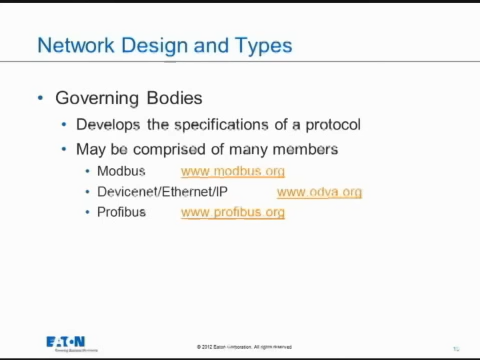 Network Design and Types
• Governing Bodies
• Develops the specifications of a protocol
• May be comprised of many members
• Modbus www.modbus.org
• Devicenet/Ethernet/IP www.odva.org
• Profibus www.profibus.org
EATON
Powering Business Worldwide
© 2012 Eaton Corporation. All rights reserved